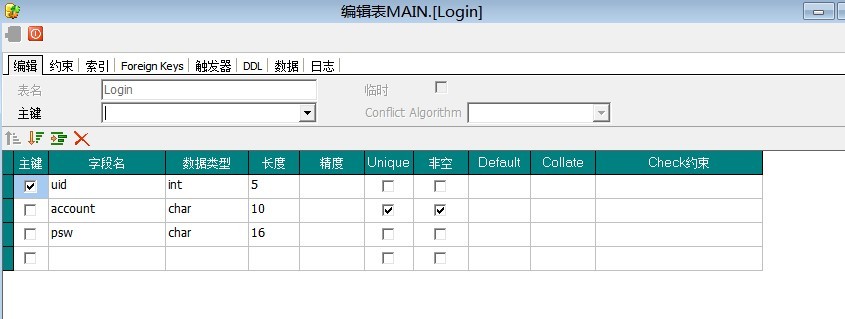 编辑表MAIN.[Login]
编辑 约束 索引 Foreign Keys 触发器 DDL 数据 日志
表名 Login 临时
主键 Conflict Algorithm
主键 字段名 数据类型 长度 精度 Unique 非空 Default Collate Check约束
uid int 5
account char 10
psw char 16